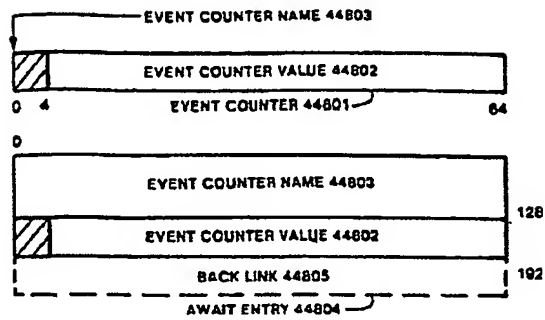 EVENT COUNTER NAME 44803
EVENT COUNTER VALUE 44802
0 4 EVENT COUNTER 44801 64
0
EVENT COUNTER NAME 44803
128
EVENT COUNTER VALUE 44802
BACK LINK 44805 192
AWAIT ENTRY 44804